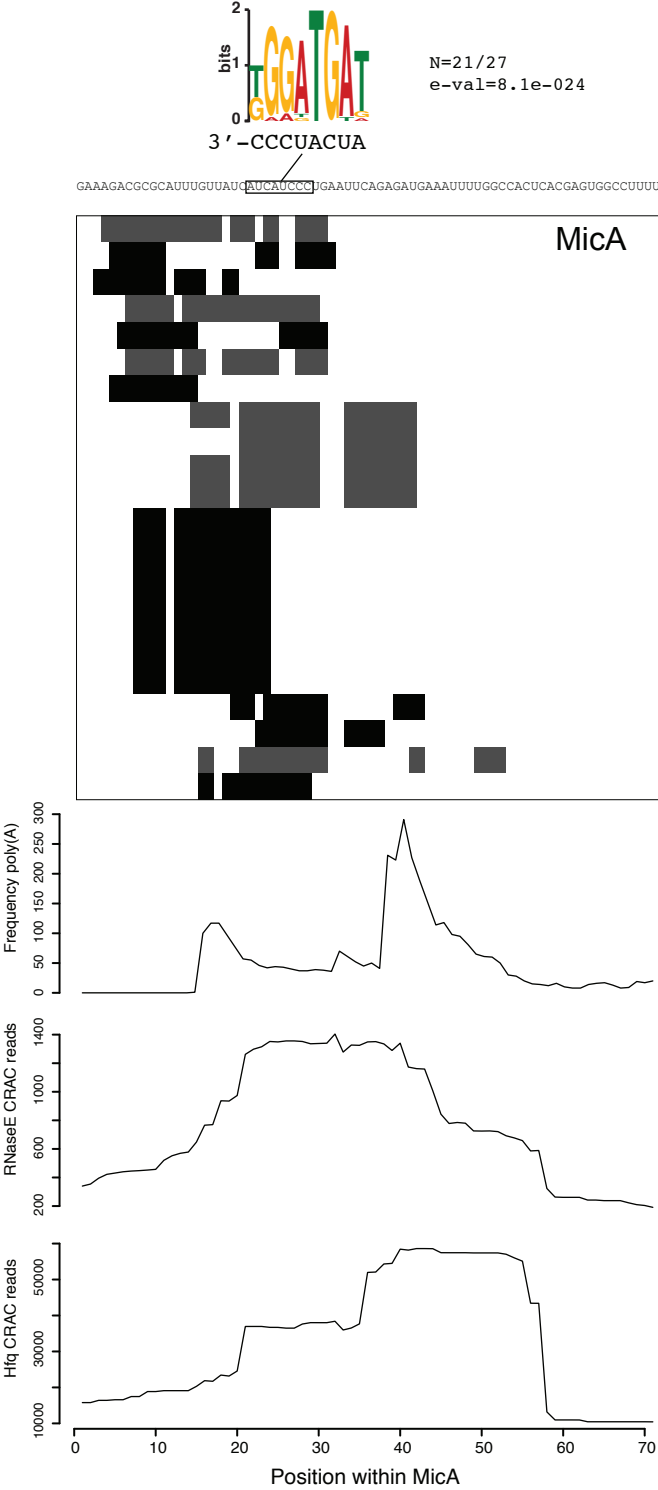 2
bits
1
0
TGGATGAT
N=21/27
e-val=8.1e-024
3'-CCCUACUA
GAAAGACGCGCAUUUGUUAUCAUCAUCCCUGAAUUCAGAGAUGAAAUUUUGGCCACUCACGAGUGGCCUUUU
MicA
Frequency poly(A)
300
250
200
150
100
50
0
RNaseE CRAC reads
1400
1000
600
200
Hfq CRAC reads
50000
30000
10000
0 10 20 30 40 50 60 70
Position within MicA